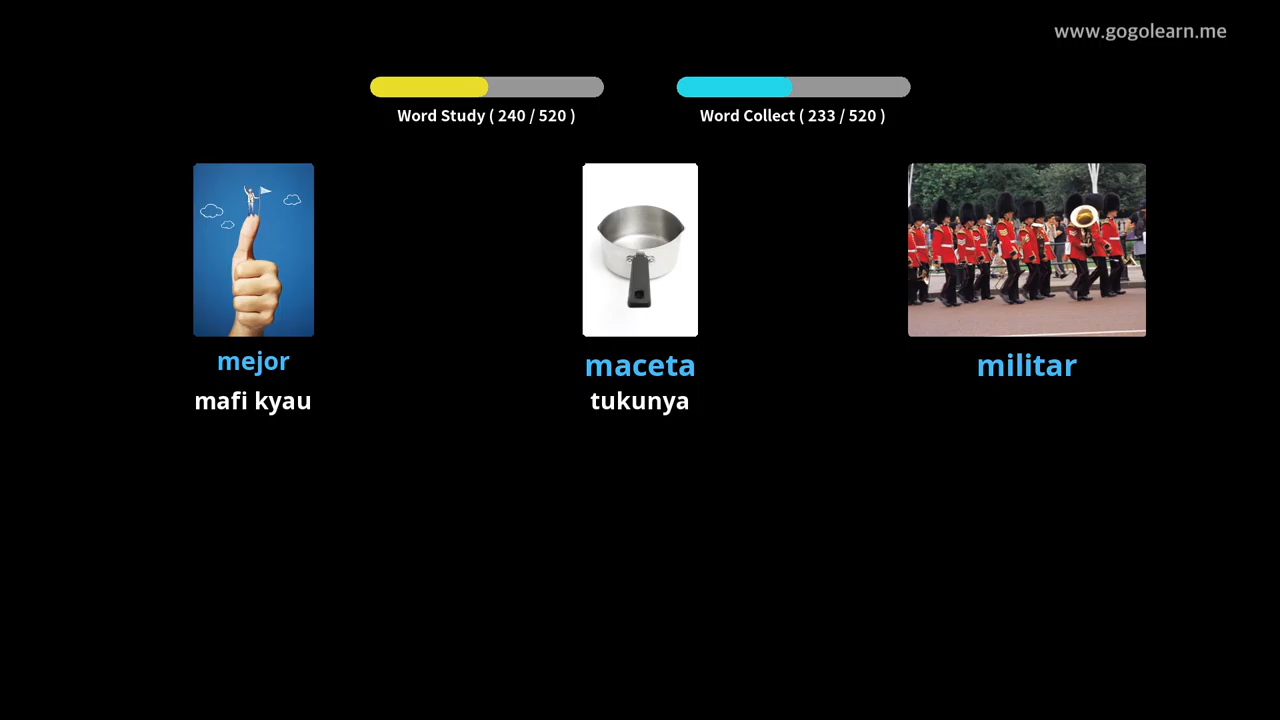 www.gogolearn.me
Word Study ( 240 / 520 )
Word Collect ( 233 / 520 )
mejor
mafi kyau
maceta
tukunya
militar